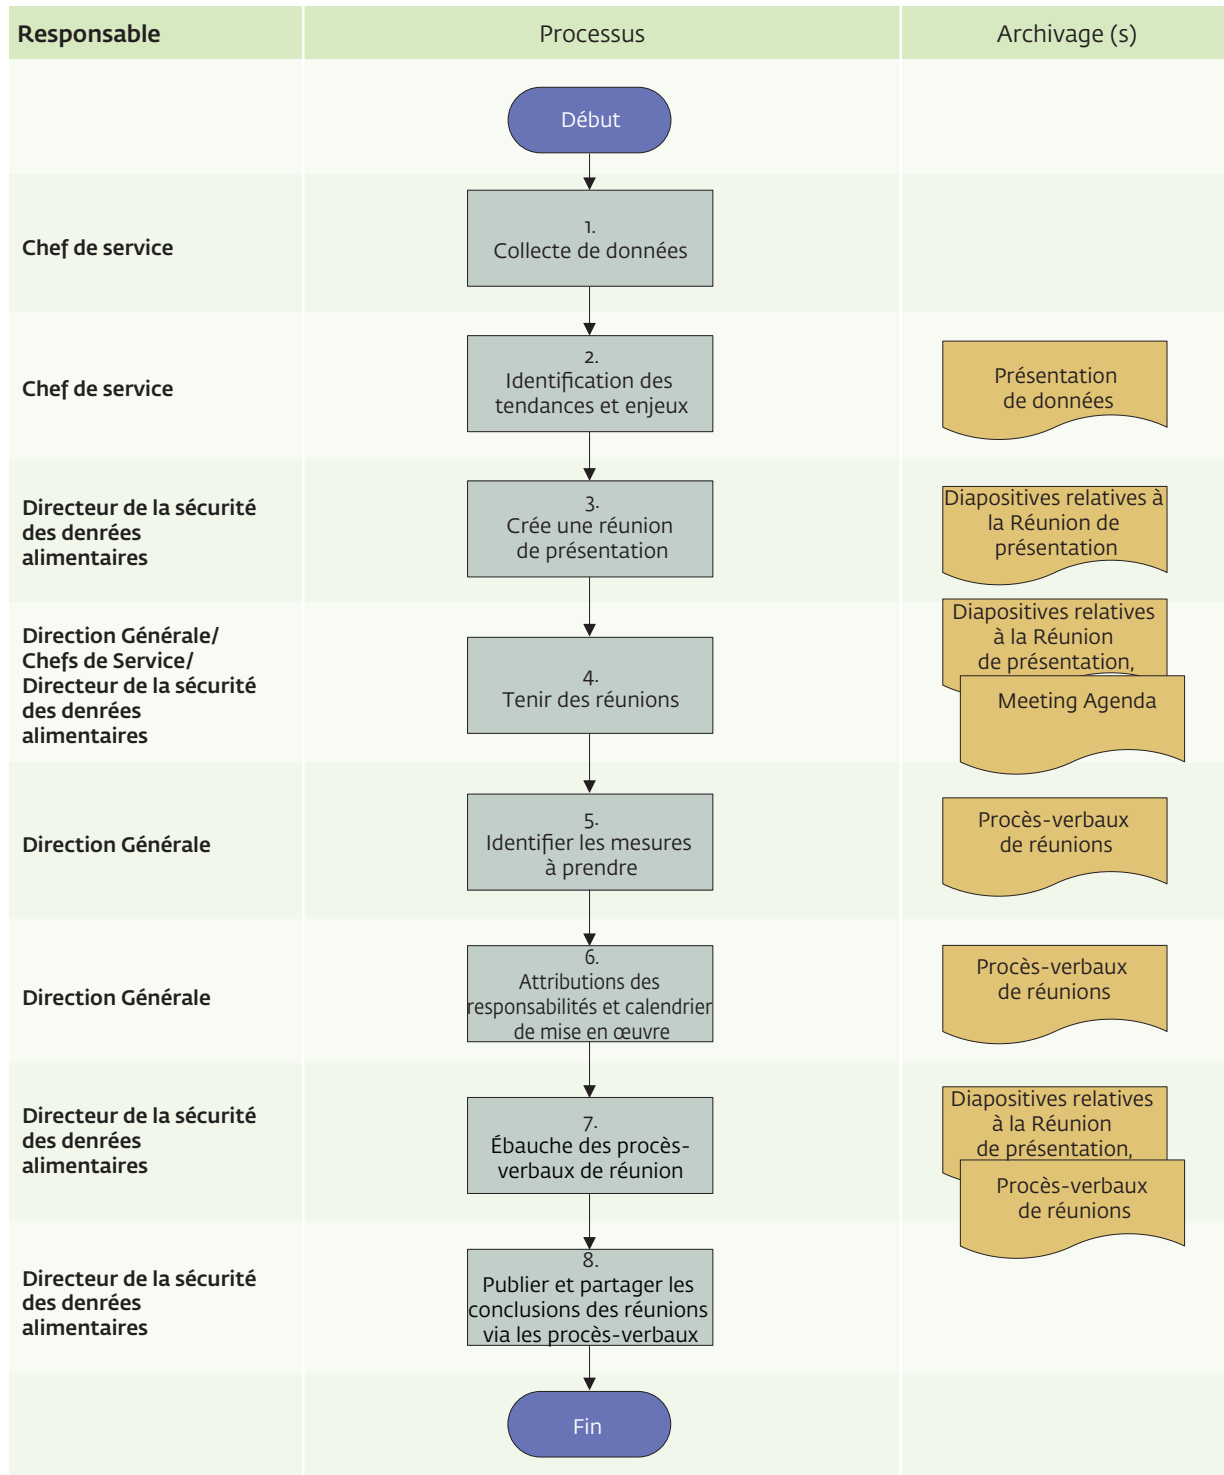 Responsable
Processus
Archivage (s)
Début
Chef de service
1.
Collecte de données
Chef de service
2.
Identification des
tendances et enjeux
Présentation
de données
Directeur de la sécurité
des denrées
alimentaires
3.
Crée une réunion
de présentation
Diapositives relatives à
la Réunion de
présentation
Direction Générale/
Chefs de Service/
Directeur de la sécurité
des denrées
alimentaires
4.
Tenir des réunions
Diapositives relatives
à la Réunion
de présentation,
Meeting Agenda
Direction Générale
5.
Identifier les mesures
à prendre
Procès-verbaux
de réunions
Direction Générale
6.
Attributions des
responsabilités et calendrier
de mise en œuvre
Procès-verbaux
de réunions
Directeur de la sécurité
des denrées
alimentaires
7.
Ébauche des procès-
verbaux de réunion
Diapositives relatives
à la Réunion
de présentation,
Procès-verbaux
de réunions
Directeur de la sécurité
des denrées
alimentaires
8.
Publier et partager les
conclusions des réunions
via les procès-verbaux
Fin